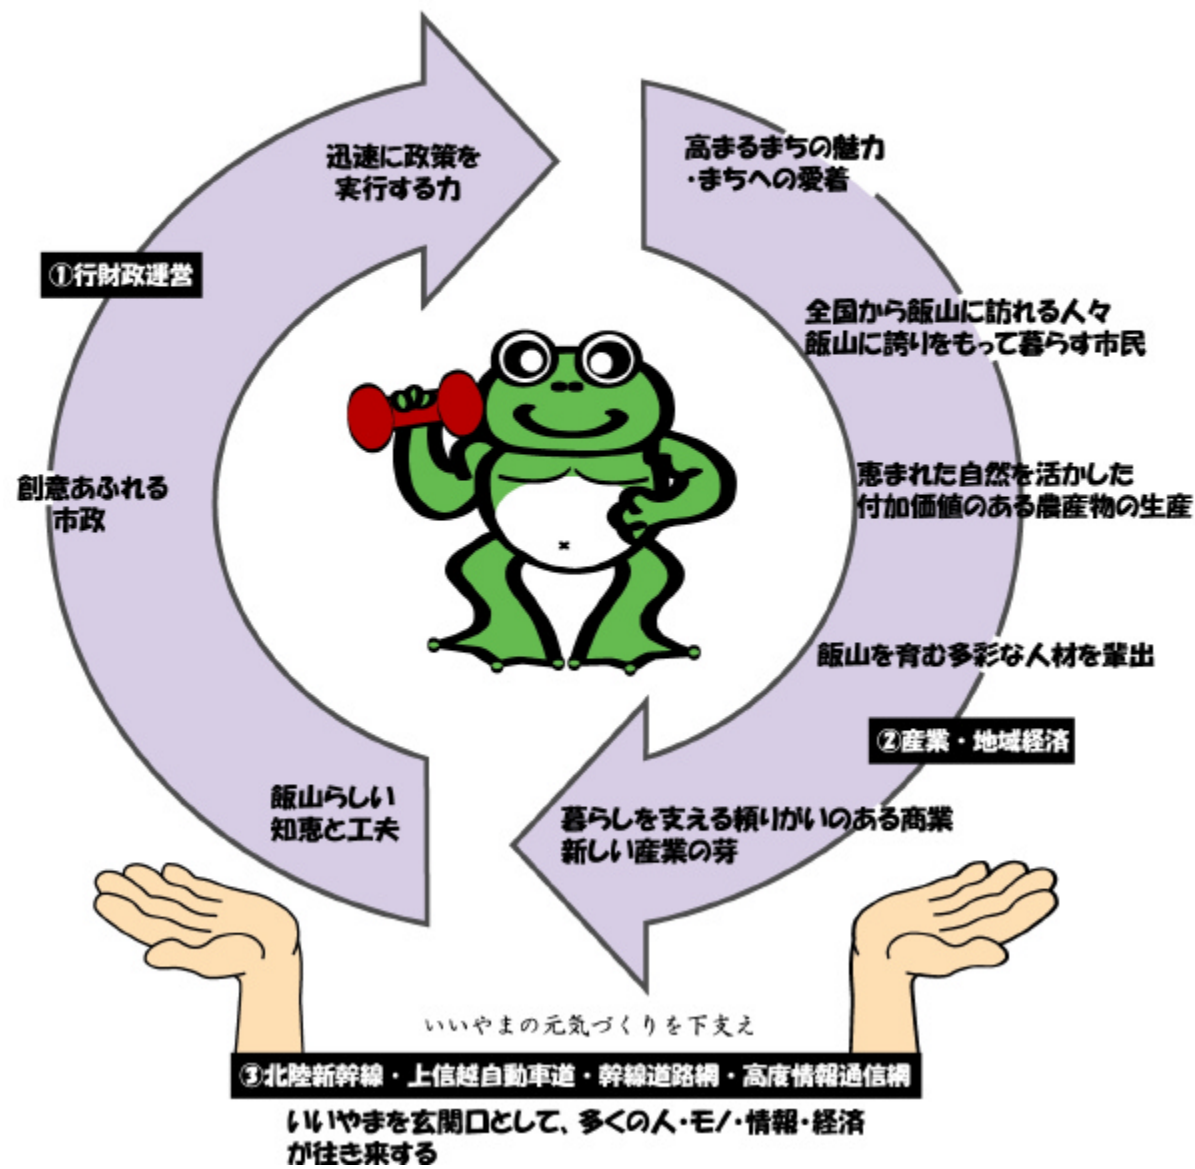 迅速に政策を
実行する力
高まるまちの魅力
・まちへの愛着
①行財政運営
全国から飯山に訪れる人々
飯山に誇りをもって暮らす市民
創意あふれる
市政
恵まれた自然を活かした
付加価値のある農産物の生産
飯山を育む多彩な人材を輩出
②産業・地域経済
飯山らしい
知恵と工夫
暮らしを支える頼りがいのある商業
新しい産業の芽
いいやまの元気づくりを下支え
③北陸新幹線・上信越自動車道・幹線道路網・高度情報通信網
いいやまを玄関口として、多くの人・モノ・情報・経済
が往き来する